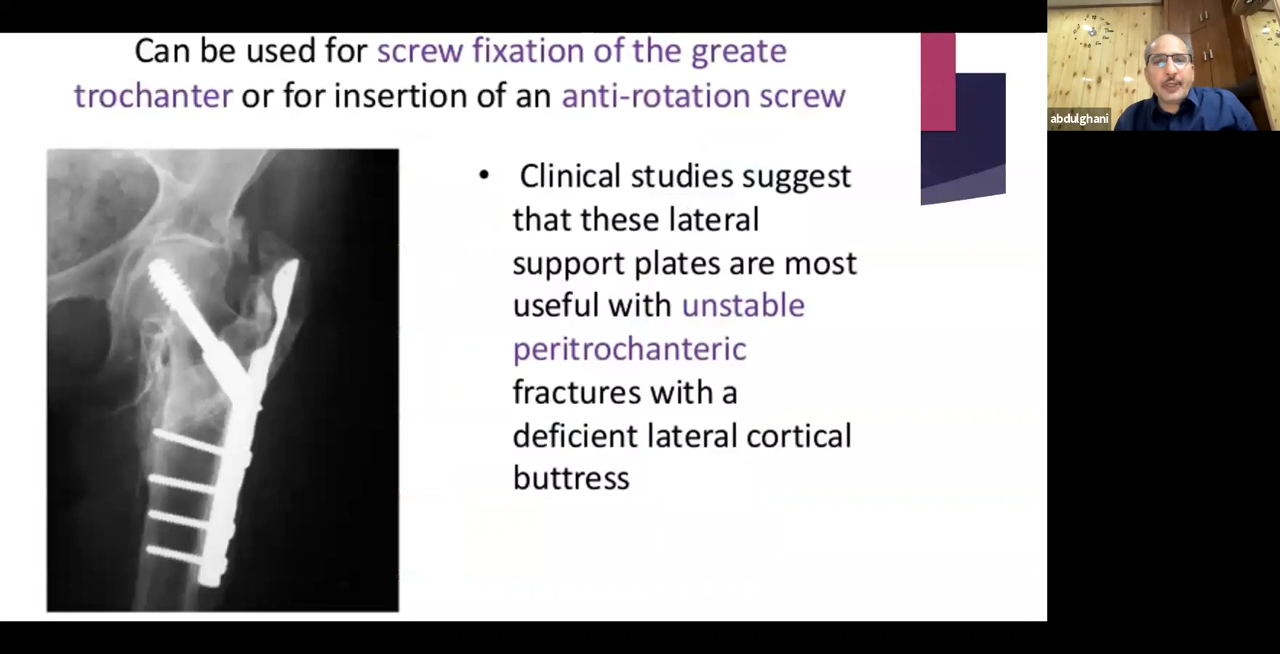 Can be used for screw fixation of the greate
trochanter or for insertion of an anti-rotation screw
• Clinical studies suggest
that these lateral
support plates are most
useful with unstable
peritrochanteric
fractures with a
deficient lateral cortical
buttress
abdulghani